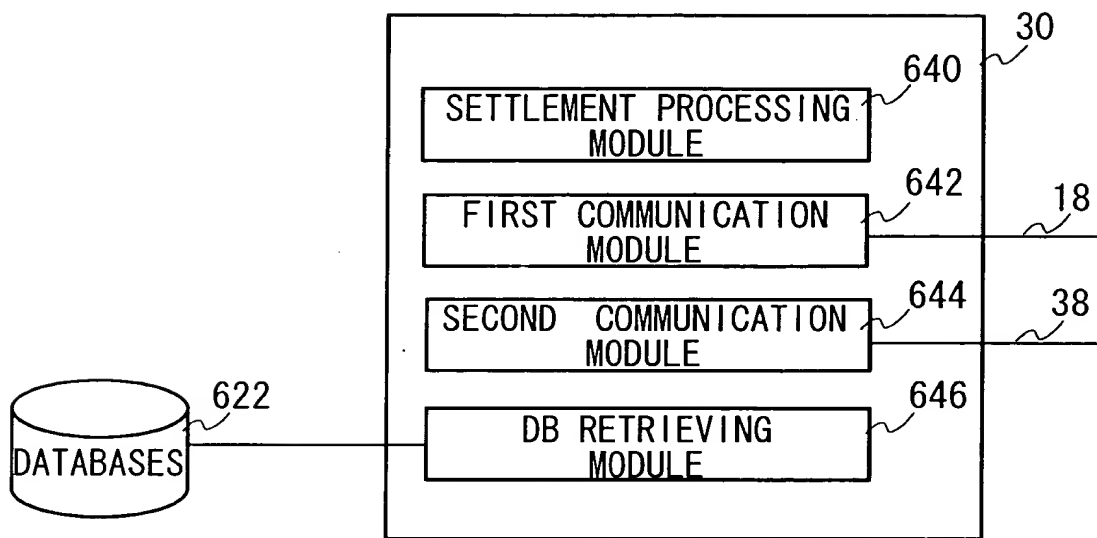 30
640
SETTLEMENT PROCESSING
MODULE
642
FIRST COMMUNICATION
MODULE
18
644
SECOND COMMUNICATION
MODULE
38
646
DB RETRIEVING
MODULE
622
DATABASES